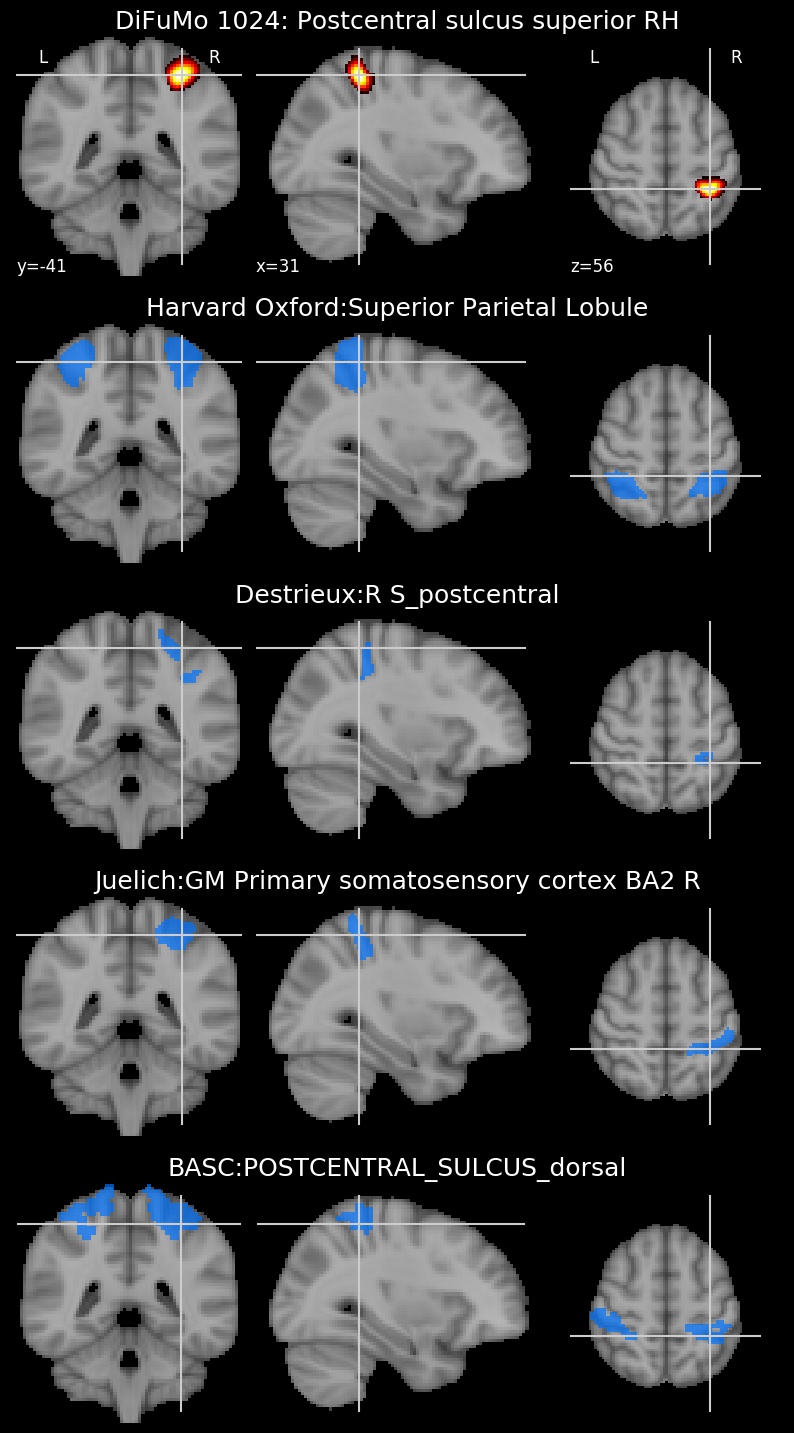 DiFuMo 1024: Postcentral sulcus superior RH
L R L R
y=-41 x=31 z=56
Harvard Oxford:Superior Parietal Lobule
Destrieux:R S_postcentral
Juelich:GM Primary somatosensory cortex BA2 R
BASC:POSTCENTRAL_SULCUS_dorsal